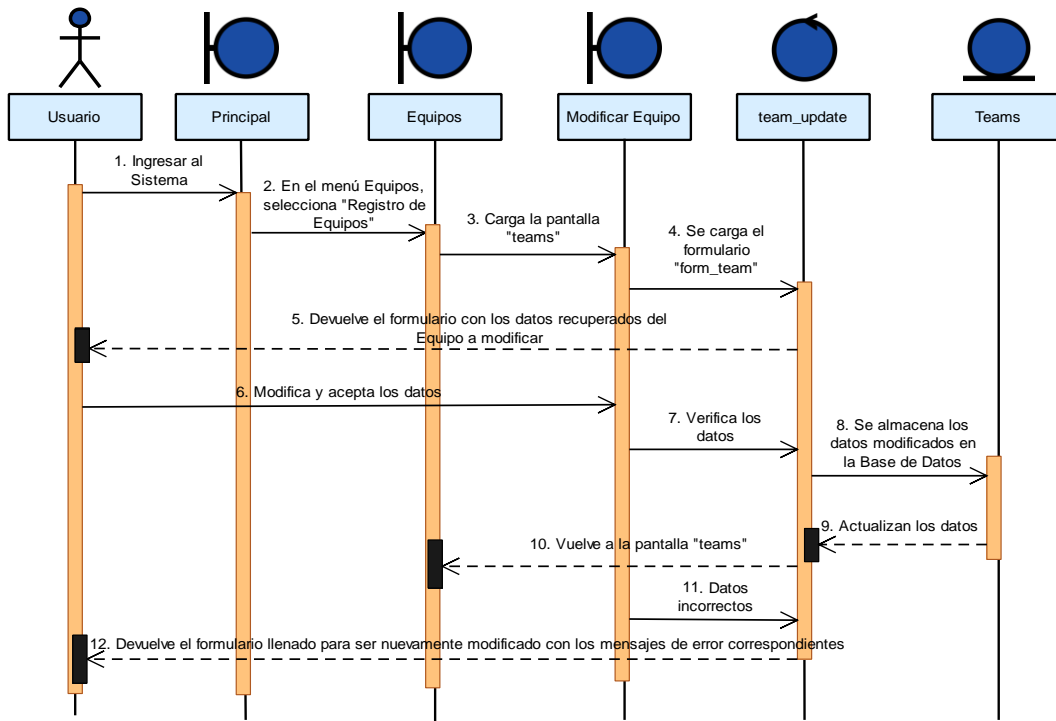 Usuario
Principal
Equipos
Modificar Equipo
team_update
Teams
1. Ingresar al
Sistema
2. En el menú Equipos,
selecciona "Registro de
Equipos"
3. Carga la pantalla
"teams"
4. Se carga el
formulario
"form_team"
5. Devuelve el formulario con los datos recuperados del
Equipo a modificar
6. Modifica y acepta los datos
7. Verifica los
datos
8. Se almacena los
datos modificados en
la Base de Datos
9. Actualizan los datos
10. Vuelve a la pantalla "teams"
11. Datos
incorrectos
12. Devuelve el formulario llenado para ser nuevamente modificado con los mensajes de error correspondientes